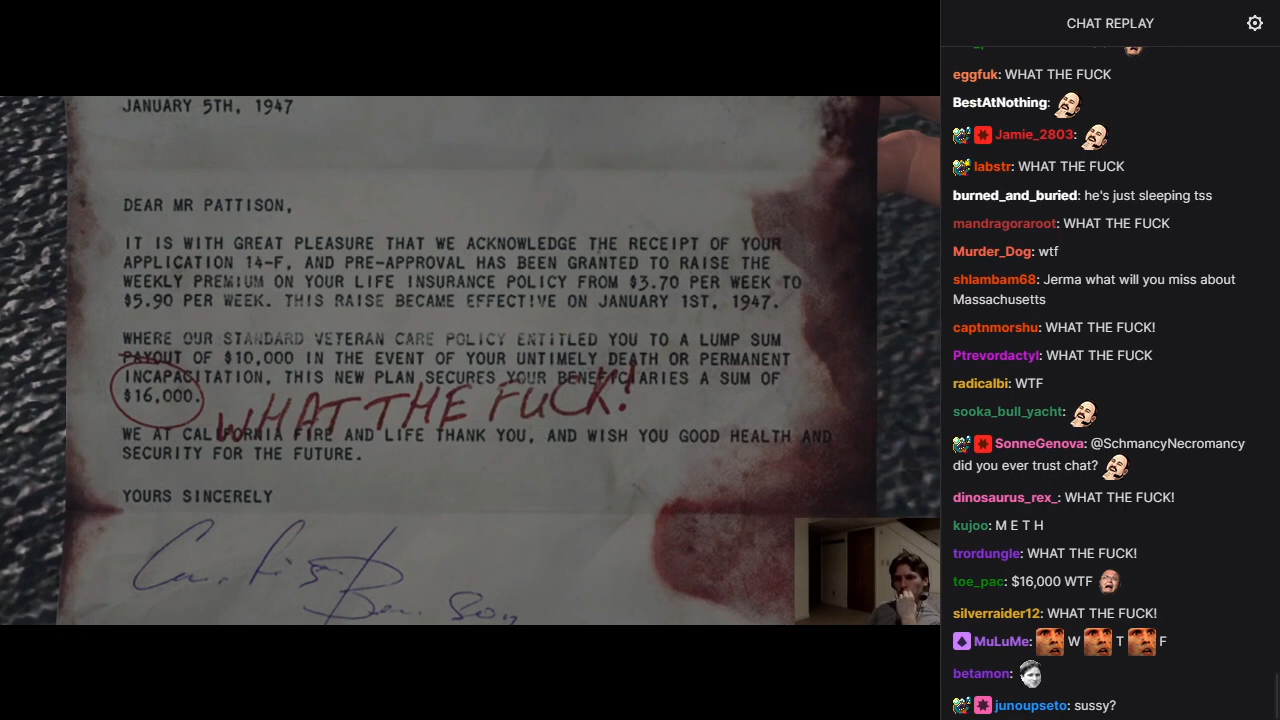 JANUARY 5TH, 1947
DEAR MR PATTISON,
IT IS WITH GREAT PLEASURE THAT WE ACKNOWLEDGE THE RECEIPT OF YOUR
APPLICATION 14-F, AND PRE-APPROVAL HAS BEEN GRANTED TO RAISE THE
WEEKLY PREMIUM ON YOUR LIFE INSURANCE POLICY FROM $3.70 PER WEEK TO
$5.90 PER WEEK. THIS RAISE BECAME EFFECTIVE ON JANUARY 1ST, 1947.
WHERE OUR STANDARD VETERAN CARE POLICY ENTITLED YOU TO A LUMP SUM
PAYOUT OF $10,000 IN THE EVENT OF YOUR UNTIMELY DEATH OR PERMANENT
INCAPACITATION, THIS NEW PLAN SECURES YOUR BENEFICIARIES A SUM OF
$16,000.
WHAT THE FUCK!
WE AT CALIFORNIA FIRE AND LIFE THANK YOU, AND WISH YOU GOOD HEALTH AND
SECURITY FOR THE FUTURE.
YOURS SINCERELY
CHAT REPLAY
eggfuk: WHAT THE FUCK
BestAtNothing:
Jamie_2803:
labstr: WHAT THE FUCK
burned_and_buried: he's just sleeping tss
mandragoraroot: WHAT THE FUCK
Murder_Dog: wtf
shlambam68: Jerma what will you miss about
Massachusetts
captnmorshu: WHAT THE FUCK!
Ptrevordactyl: WHAT THE FUCK
radicalbi: WTF
sooka_bull_yacht:
SonneGenova: @SchmancyNecromancy
did you ever trust chat?
dinosaurus_rex_: WHAT THE FUCK!
kujoo: M E T H
trordungle: WHAT THE FUCK!
toe_pac: $16,000 WTF
silverraider12: WHAT THE FUCK!
MuLuMe: W T F
betamon:
junoupseto: sussy?